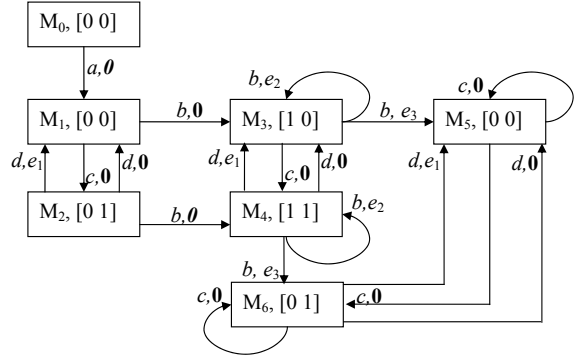 M₀, [0 0]
a,0
b,e₂
c,0
M₁, [0 0]
b,0
M₃, [1 0]
b, e₃
M₅, [0 0]
d,e₁
c,0
d,0
d,e₁
c,0
d,0
d,e₁
d,0
M₂, [0 1]
b,0
M₄, [1 1]
b,e₂
b, e₃
c,0
M₆, [0 1]
c,0